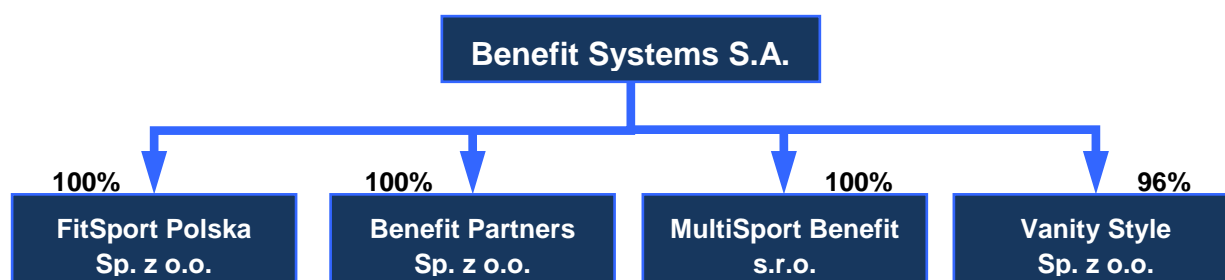 Benefit Systems S.A.
100% 100% 100% 96%
FitSport Polska Benefit Partners MultiSport Benefit Vanity Style
Sp. z o.o. Sp. z o.o. s.r.o. Sp. z o.o.